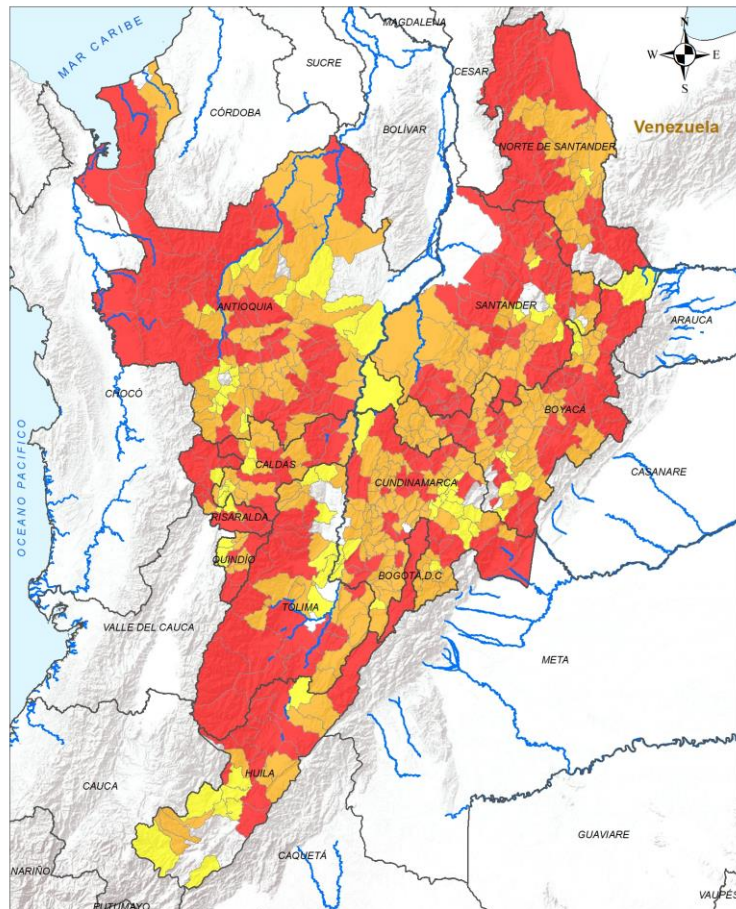 MAGDALENA
N
W E
S
MAR CARIBE
SUCRE
CESAR
CÓRDOBA
BOLÍVAR
Venezuela
NORTE DE SANTANDER
ANTIOQUIA
SANTANDER
ARAUCA
CHOCÓ
BOYACÁ
OCEANO PACIFICO
CALDAS
CUNDINAMARCA
CASANARE
RISARALDA
QUINDÍO
BOGOTÁ, D.C
TOLIMA
VALLE DEL CAUCA
META
HUILA
CAUCA
GUAVIARE
CAQUETÁ
NARIÑO
PUTUMAYO
VAUPÉS